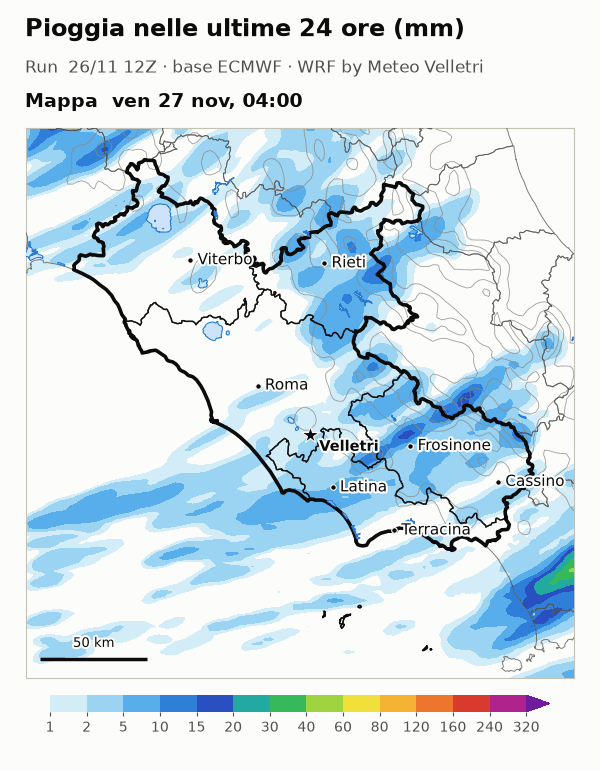 Pioggia nelle ultime 24 ore (mm)
Run  26/11 12Z · base ECMWF · WRF by Meteo Velletri
Mappa  ven 27 nov, 04:00
Viterbo
Rieti
Roma
Velletri
Frosinone
Latina
Cassino
Terracina
50 km
1 2 5 10 15 20 30 40 60 80 120 160 240 320